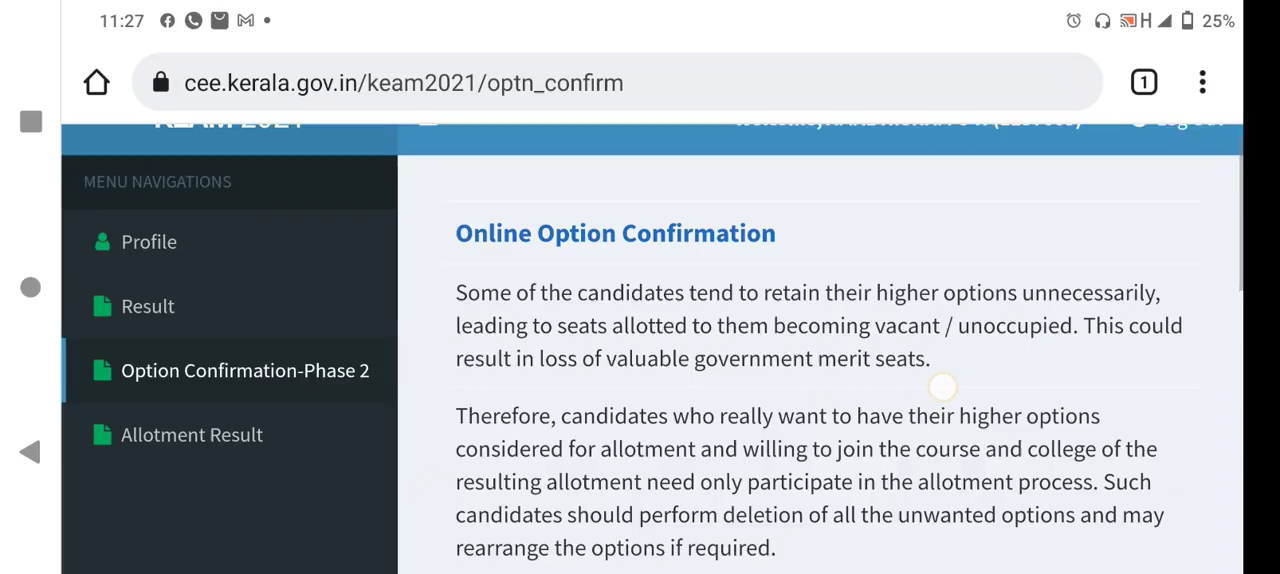 11:27
25%
cee.kerala.gov.in/keam2021/optn_confirm
1
KEAM 2021
MENU NAVIGATIONS
Profile
Result
Option Confirmation-Phase 2
Allotment Result
Online Option Confirmation
Some of the candidates tend to retain their higher options unnecessarily,
leading to seats allotted to them becoming vacant / unoccupied. This could
result in loss of valuable government merit seats.
Therefore, candidates who really want to have their higher options
considered for allotment and willing to join the course and college of the
resulting allotment need only participate in the allotment process. Such
candidates should perform deletion of all the unwanted options and may
rearrange the options if required.